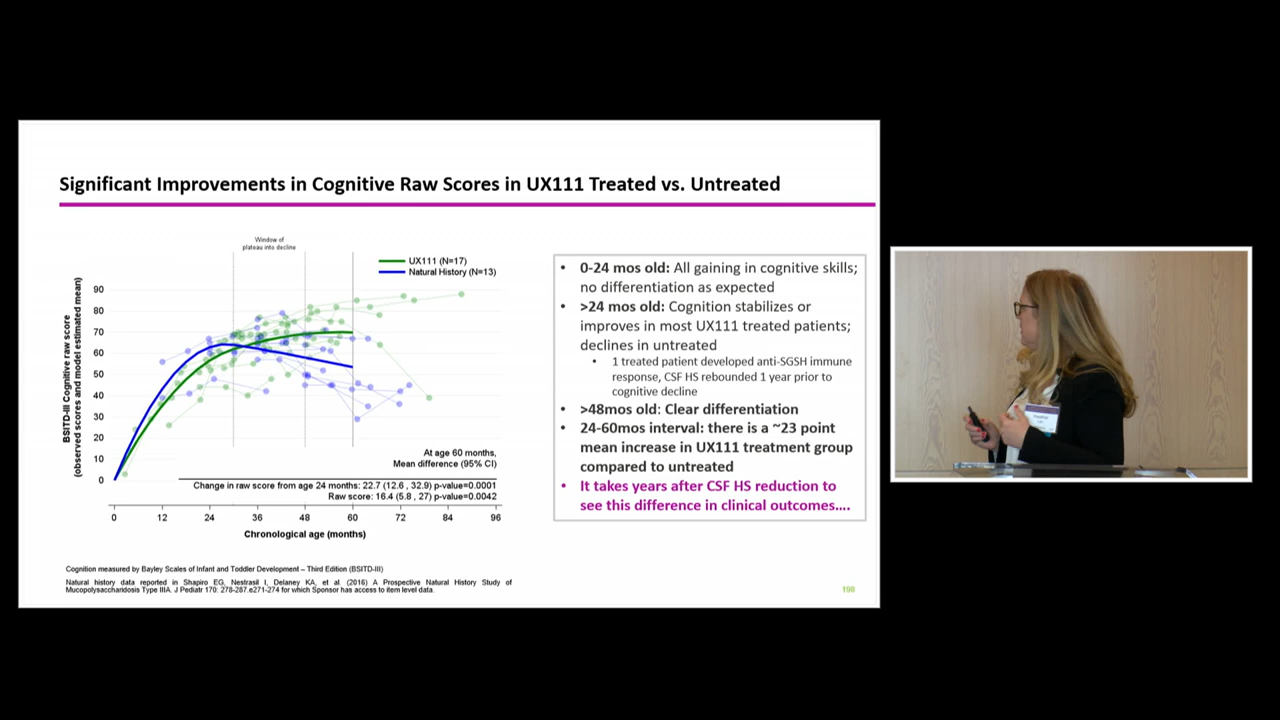 Significant Improvements in Cognitive Raw Scores in UX111 Treated vs. Untreated
Window of
plateau into decline
UX111 (N=17)
Natural History (N=13)
BSITD-III Cognitive raw score
(observed scores and model estimated mean)
90
80
70
60
50
40
30
20
10
0
At age 60 months,
Mean difference (95% CI)
Change in raw score from age 24 months: 22.7 (12.6 , 32.9) p-value=0.0001
Raw score: 16.4 (5.8 , 27) p-value=0.0042
0 12 24 36 48 60 72 84 96
Chronological age (months)
• 0-24 mos old: All gaining in cognitive skills;
no differentiation as expected
• >24 mos old: Cognition stabilizes or
improves in most UX111 treated patients;
declines in untreated
• 1 treated patient developed anti-SGSH immune
response, CSF HS rebounded 1 year prior to
cognitive decline
• >48mos old: Clear differentiation
• 24-60mos interval: there is a ~23 point
mean increase in UX111 treatment group
compared to untreated
• It takes years after CSF HS reduction to
see this difference in clinical outcomes....
Cognition measured by Bayley Scales of Infant and Toddler Development – Third Edition (BSITD-III)
Natural history data reported in Shapiro EG, Nestrasil I, Delaney KA, et al. (2016) A Prospective Natural History Study of
Mucopolysaccharidosis Type IIIA. J Pediatr 170: 278-287.e271-274 for which Sponsor has access to item level data.
198